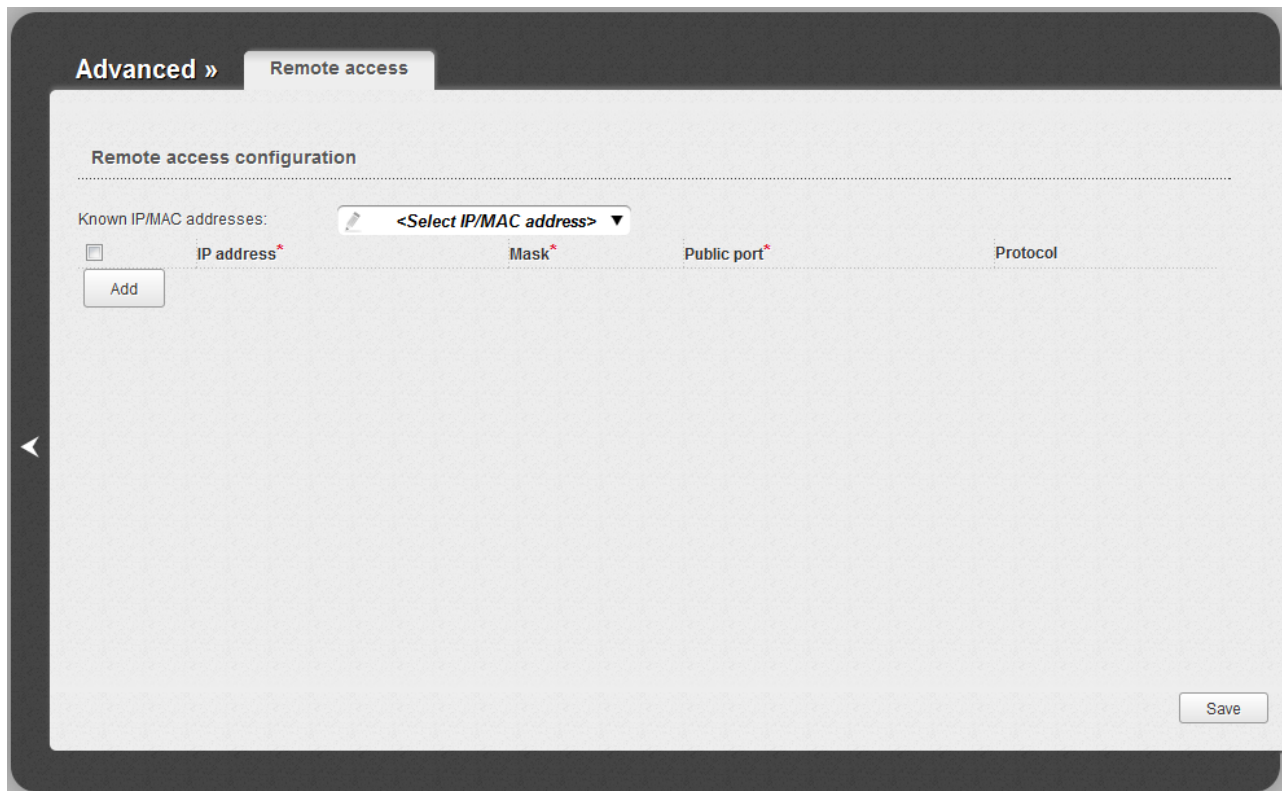 Advanced » Remote access
Remote access configuration
Known IP/MAC addresses: <Select IP/MAC address> ▼
IP address* Mask* Public port* Protocol
Add
Save